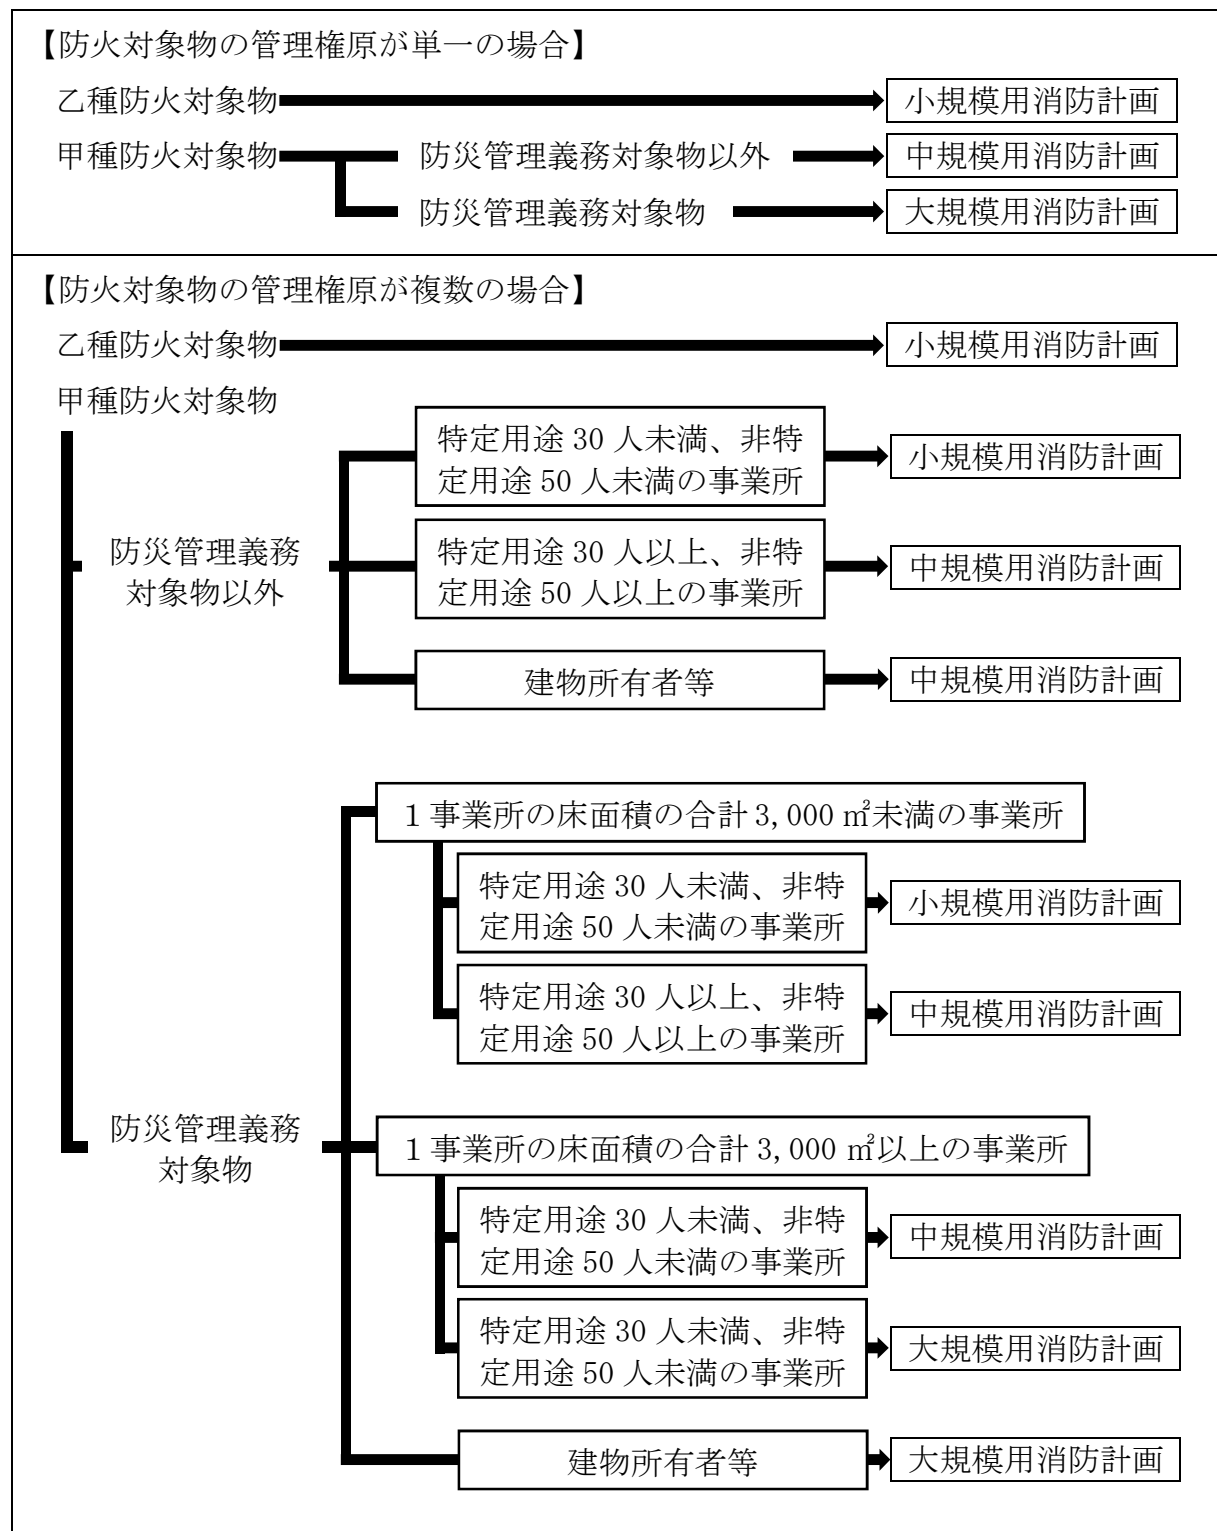 【防火対象物の管理権原が単一の場合】
乙種防火対象物
小規模用消防計画
甲種防火対象物
防災管理義務対象物以外
中規模用消防計画
防災管理義務対象物
大規模用消防計画
【防火対象物の管理権原が複数の場合】
乙種防火対象物
小規模用消防計画
甲種防火対象物
防災管理義務
対象物以外
特定用途 30 人未満、非特
定用途 50 人未満の事業所
小規模用消防計画
特定用途 30 人以上、非特
定用途 50 人以上の事業所
中規模用消防計画
建物所有者等
中規模用消防計画
防災管理義務
対象物
１事業所の床面積の合計 3,000 ㎡未満の事業所
特定用途 30 人未満、非特
定用途 50 人未満の事業所
小規模用消防計画
特定用途 30 人以上、非特
定用途 50 人以上の事業所
中規模用消防計画
１事業所の床面積の合計 3,000 ㎡以上の事業所
特定用途 30 人未満、非特
定用途 50 人未満の事業所
中規模用消防計画
特定用途 30 人未満、非特
定用途 50 人未満の事業所
大規模用消防計画
建物所有者等
大規模用消防計画